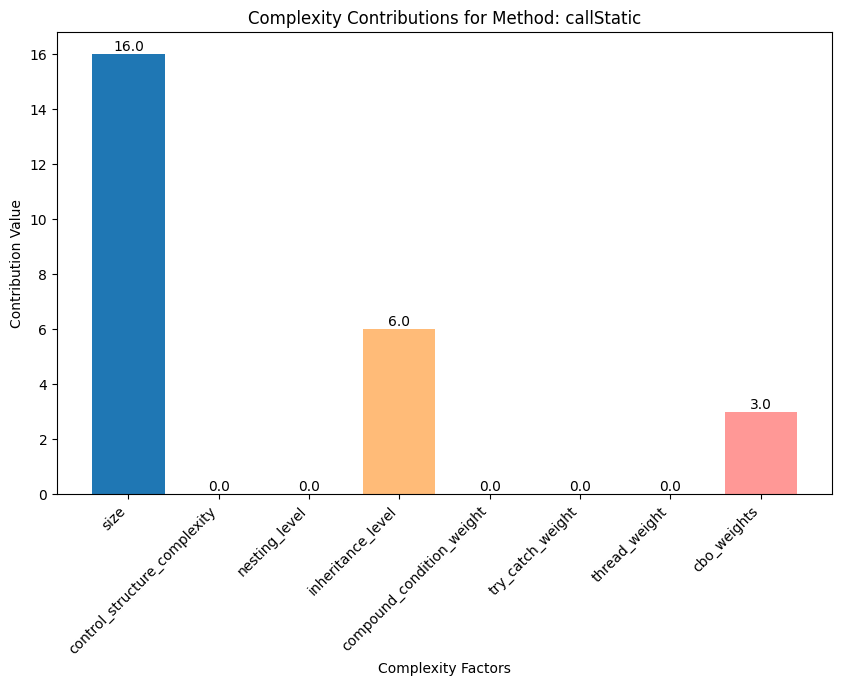 Complexity Contributions for Method: callStatic
Contribution Value
16
14
12
10
8
6
4
2
0
16.0
0.0
0.0
6.0
0.0
0.0
0.0
3.0
size
control_structure_complexity
nesting_level
inheritance_level
compound_condition_weight
try_catch_weight
thread_weight
cbo_weights
Complexity Factors